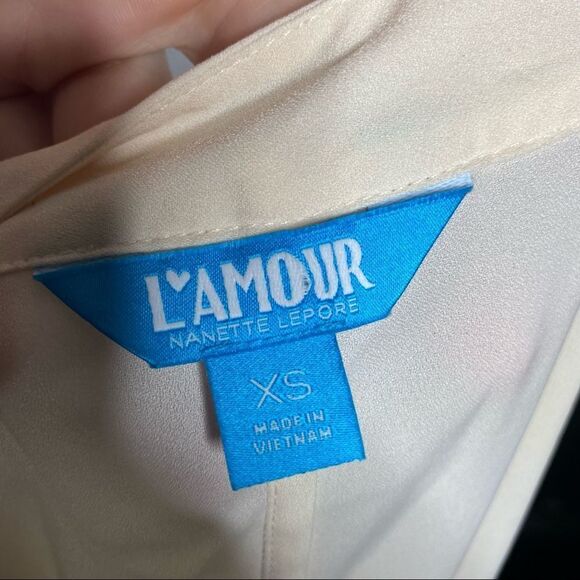 L♥AMOUR
NANETTE LEPORE
XS
MADE IN
VIETNAM